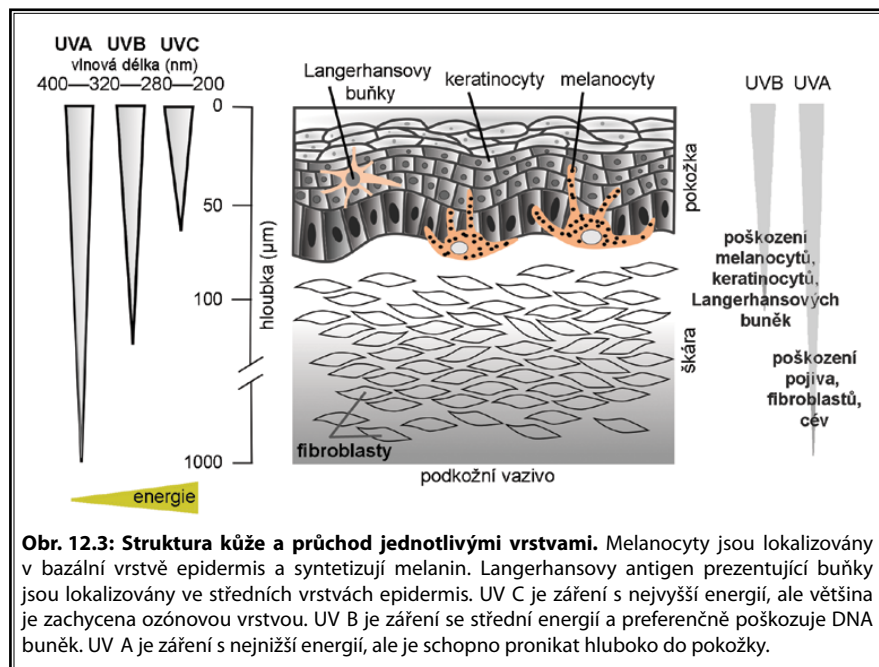 UVA UVB UVC
vlnová délka (nm)
400—320—280—200
0
50
100
1000
hloubka (µm)
energie
Langerhansovy
buňky
keratinocyty
melanocyty
pokožka
škára
fibroblasty
podkožní vazivo
UVB UVA
poškození
melanocytů,
keratinocytů,
Langerhansových
buněk
poškození
pojiva,
fibroblastů,
cév
Obr. 12.3: Struktura kůže a průchod jednotlivými vrstvami. Melanocyty jsou lokalizovány
v bazální vrstvě epidermis a syntetizují melanin. Langerhansovy antigen prezentující buňky
jsou lokalizovány ve středních vrstvách epidermis. UV C je záření s nejvyšší energií, ale většina
je zachycena ozónovou vrstvou. UV B je záření se střední energií a preferenčně poškozuje DNA
buněk. UV A je záření s nejnižší energií, ale je schopno pronikat hluboko do pokožky.